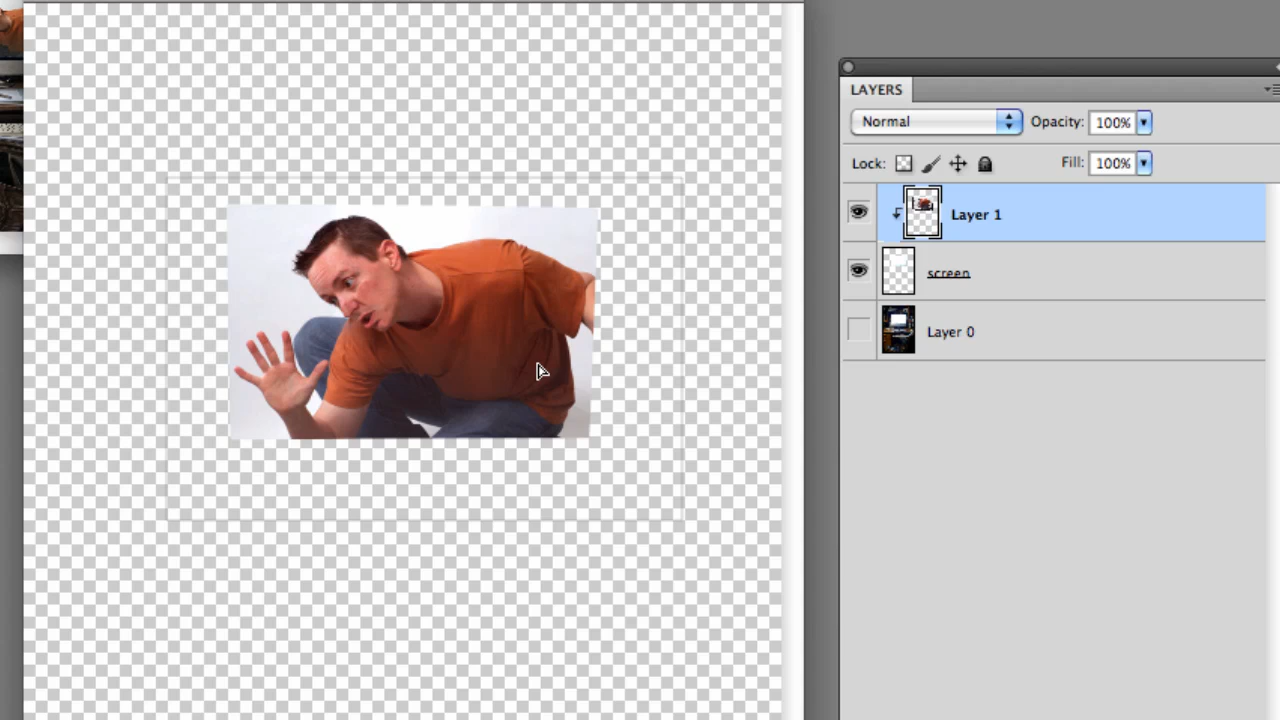 LAYERS
Normal Opacity: 100%
Lock: Fill: 100%
Layer 1
screen
Layer 0